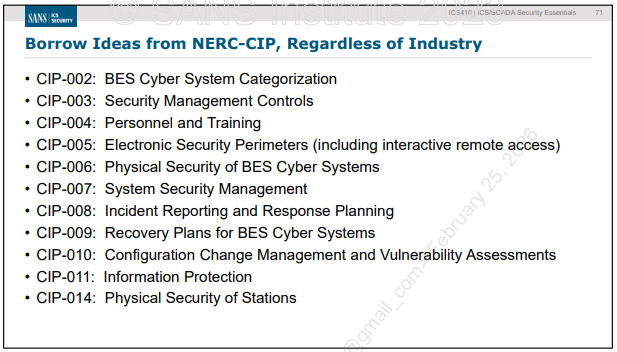 © SANS Institute 2026
SANS ICS SECURITY
ICS410 | ICS/SCADA Security Essentials 71
Borrow Ideas from NERC-CIP, Regardless of Industry
• CIP-002: BES Cyber System Categorization
• CIP-003: Security Management Controls
• CIP-004: Personnel and Training
• CIP-005: Electronic Security Perimeters (including interactive remote access)
• CIP-006: Physical Security of BES Cyber Systems
• CIP-007: System Security Management
• CIP-008: Incident Reporting and Response Planning
• CIP-009: Recovery Plans for BES Cyber Systems
• CIP-010: Configuration Change Management and Vulnerability Assessments
• CIP-011: Information Protection
• CIP-014: Physical Security of Stations
@gmail_com February 25, 2026